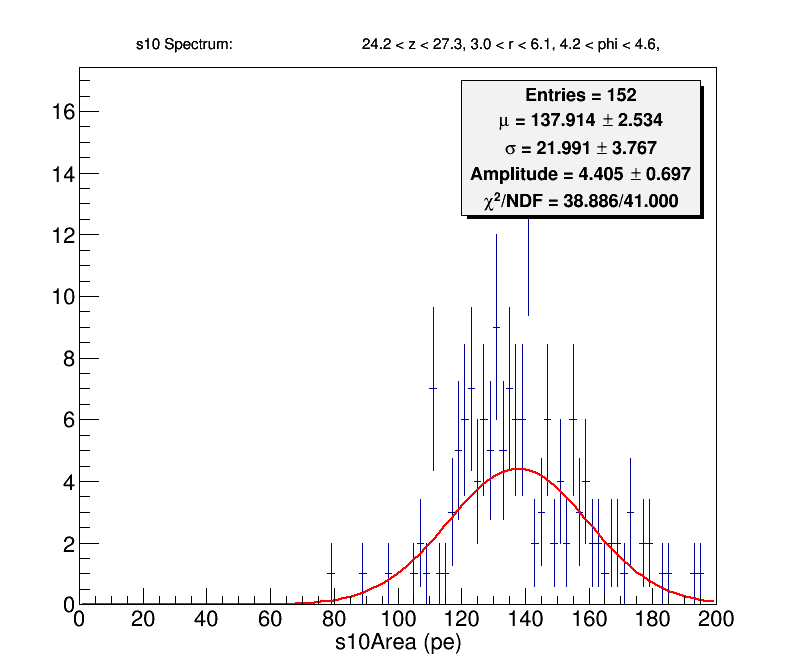 s10 Spectrum: 24.2 < z < 27.3, 3.0 < r < 6.1, 4.2 < phi < 4.6,
Entries = 152
μ = 137.914 ± 2.534
σ = 21.991 ± 3.767
Amplitude = 4.405 ± 0.697
χ²/NDF = 38.886/41.000
16
14
12
10
8
6
4
2
0
0 20 40 60 80 100 120 140 160 180 200
s10Area (pe)